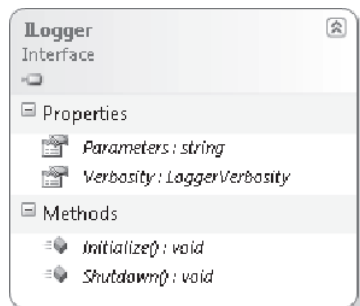 ILogger
Interface
Properties
Parameters : string
Verbosity : LoggerVerbosity
Methods
Initialize() : void
Shutdown() : void